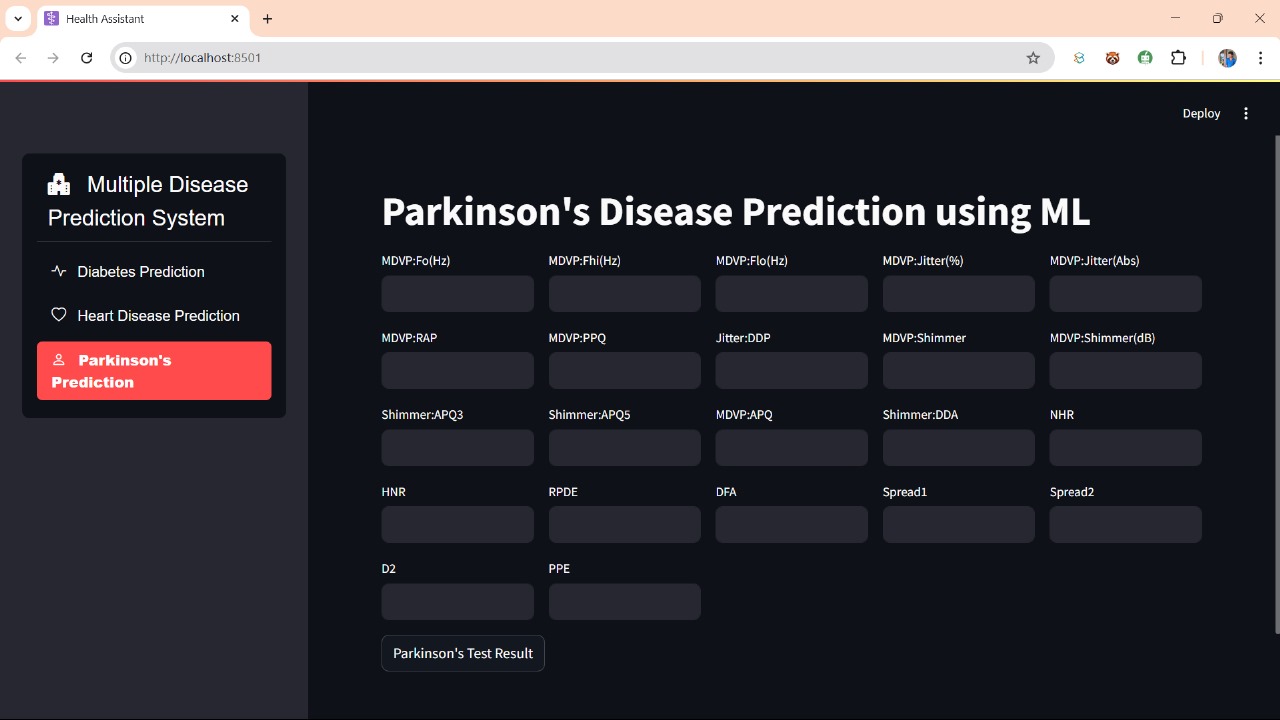 Health Assistant
http://localhost:8501
Deploy
Multiple Disease
Prediction System
Diabetes Prediction
Heart Disease Prediction
Parkinson's
Prediction
Parkinson's Disease Prediction using ML
MDVP:Fo(Hz) MDVP:Fhi(Hz) MDVP:Flo(Hz) MDVP:Jitter(%) MDVP:Jitter(Abs)
MDVP:RAP MDVP:PPQ Jitter:DDP MDVP:Shimmer MDVP:Shimmer(dB)
Shimmer:APQ3 Shimmer:APQ5 MDVP:APQ Shimmer:DDA NHR
HNR RPDE DFA Spread1 Spread2
D2 PPE
Parkinson's Test Result